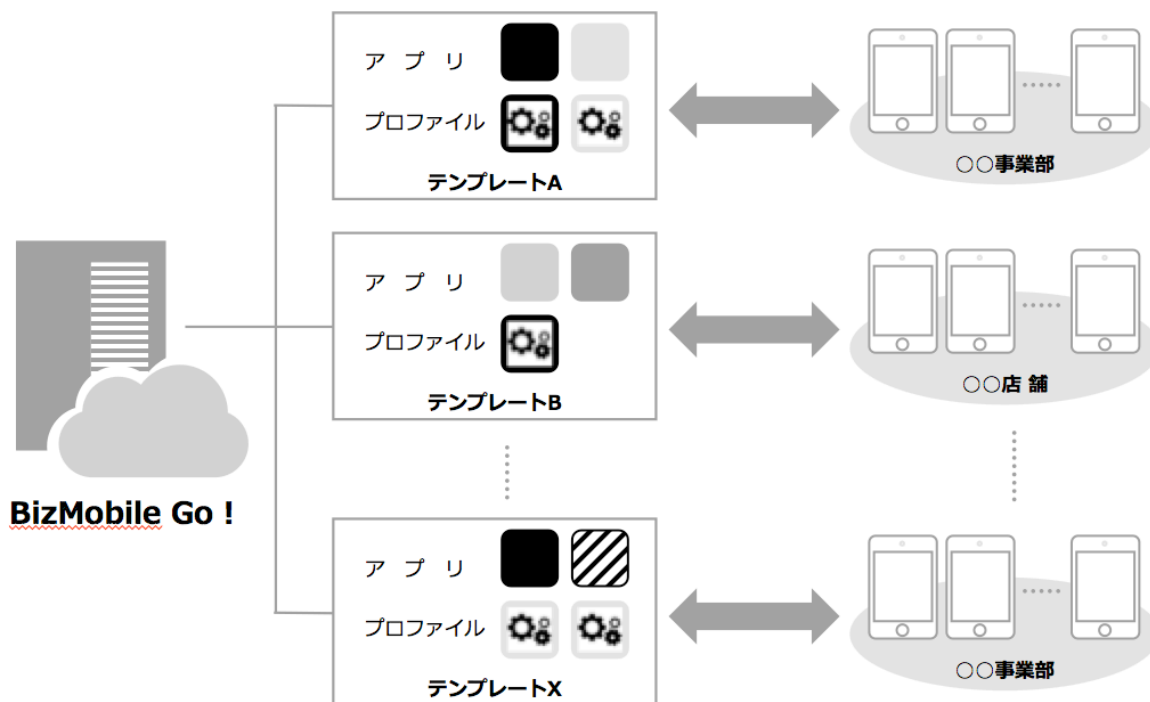 ア プ リ
プロファイル
テンプレートA
○○事業部
ア プ リ
プロファイル
テンプレートB
○○店 舗
BizMobile Go !
ア プ リ
プロファイル
テンプレートX
○○事業部